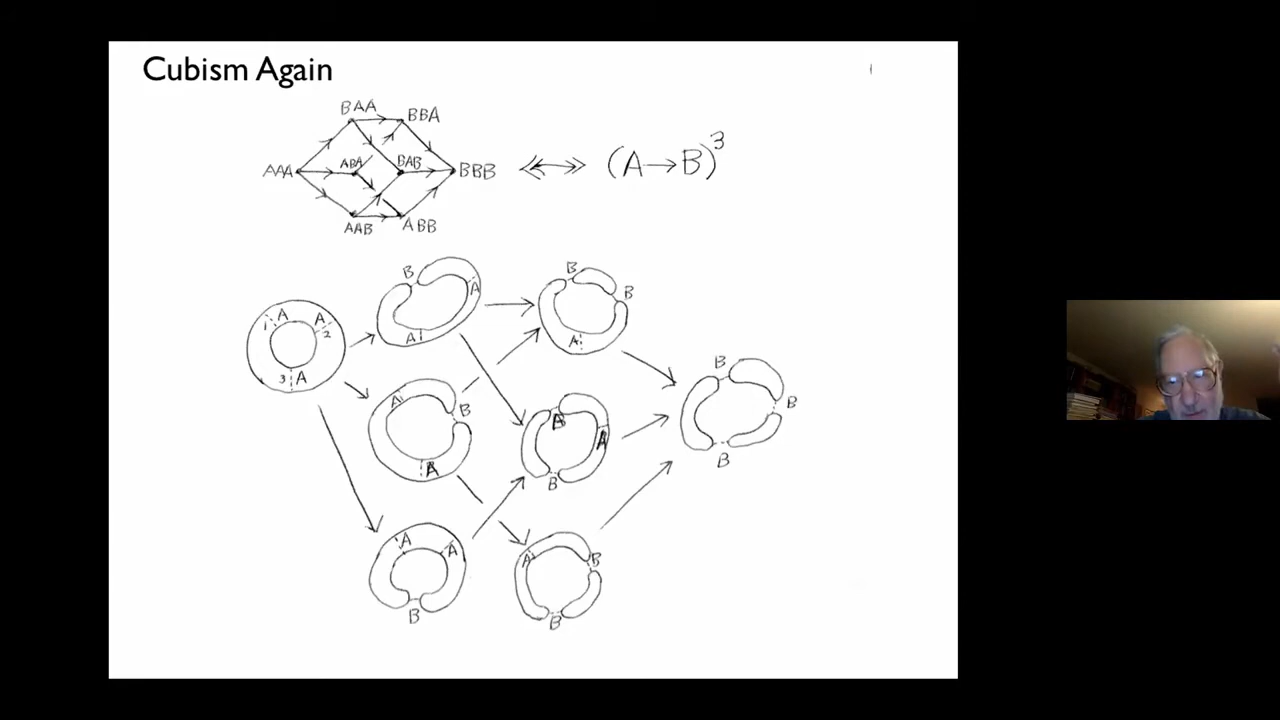 Cubism Again
BAA BBA
AAA ABA BAB BBB (A→B)³
AAB ABB
B A A
B B A
1 A A 2
3 A
A B A
A A B
B B B
A A B
A B B